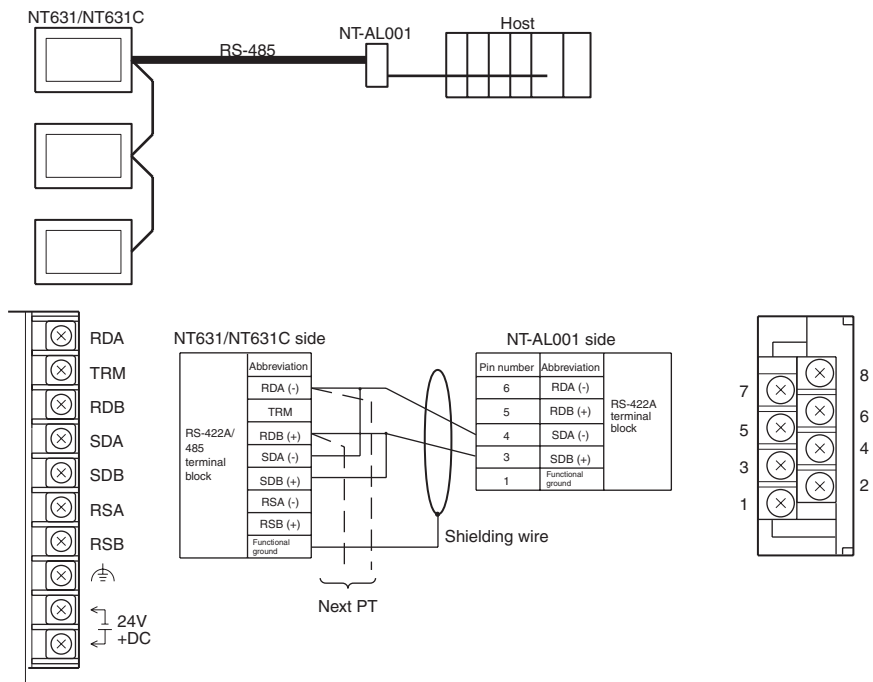 NT631/NT631C
RS-485
NT-AL001
Host
RDA
TRM
RDB
SDA
SDB
RSA
RSB
24V
+DC
NT631/NT631C side
RS-422A/
485
terminal
block
Abbreviation
RDA (-)
TRM
RDB (+)
SDA (-)
SDB (+)
RSA (-)
RSB (+)
Functional
ground
Next PT
Shielding wire
NT-AL001 side
Pin number Abbreviation
6 RDA (-)
5 RDB (+)
4 SDA (-)
3 SDB (+)
1 Functional
ground
RS-422A
terminal
block
7
5
3
1
8
6
4
2